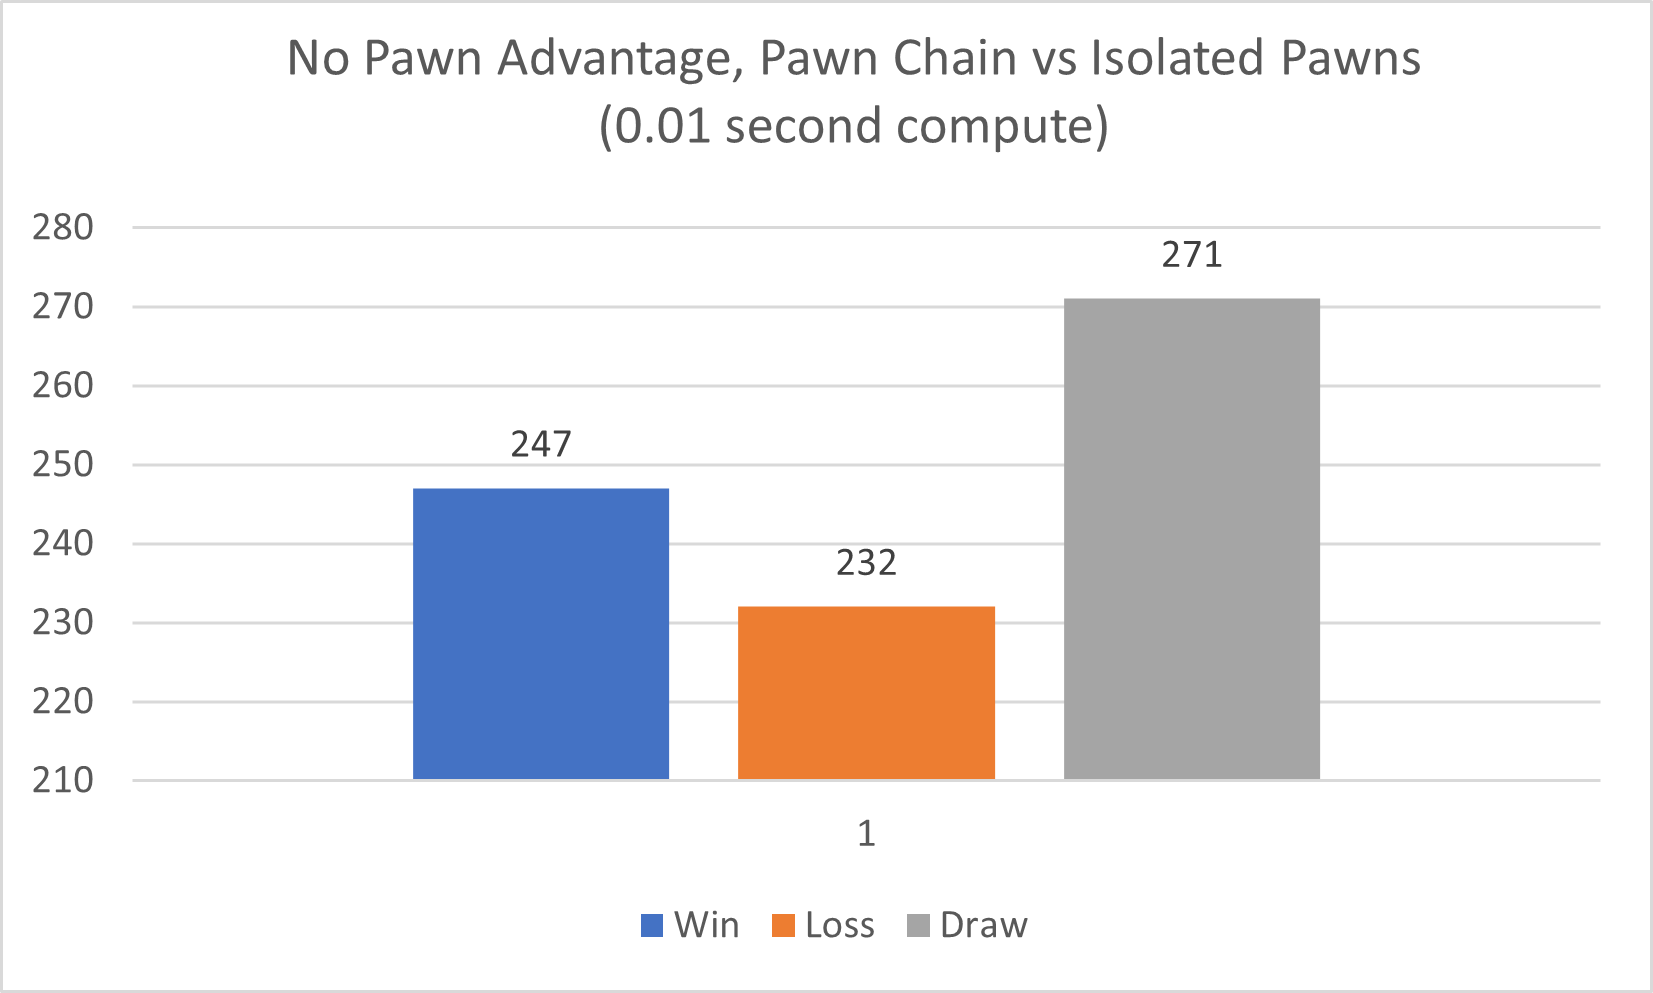 No Pawn Advantage, Pawn Chain vs Isolated Pawns
(0.01 second compute)
280
270
260
250
240
230
220
210
247
232
271
1
Win
Loss
Draw